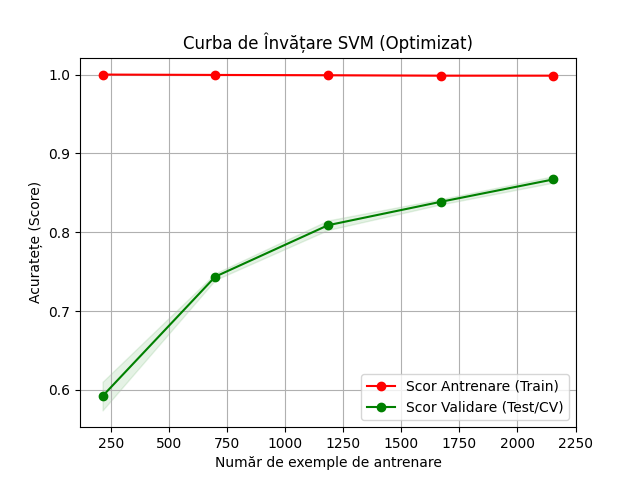 Curba de Învățare SVM (Optimizat)
Acuratețe (Score)
1.0
0.9
0.8
0.7
0.6
Scor Antrenare (Train)
Scor Validare (Test/CV)
250 500 750 1000 1250 1500 1750 2000 2250
Număr de exemple de antrenare